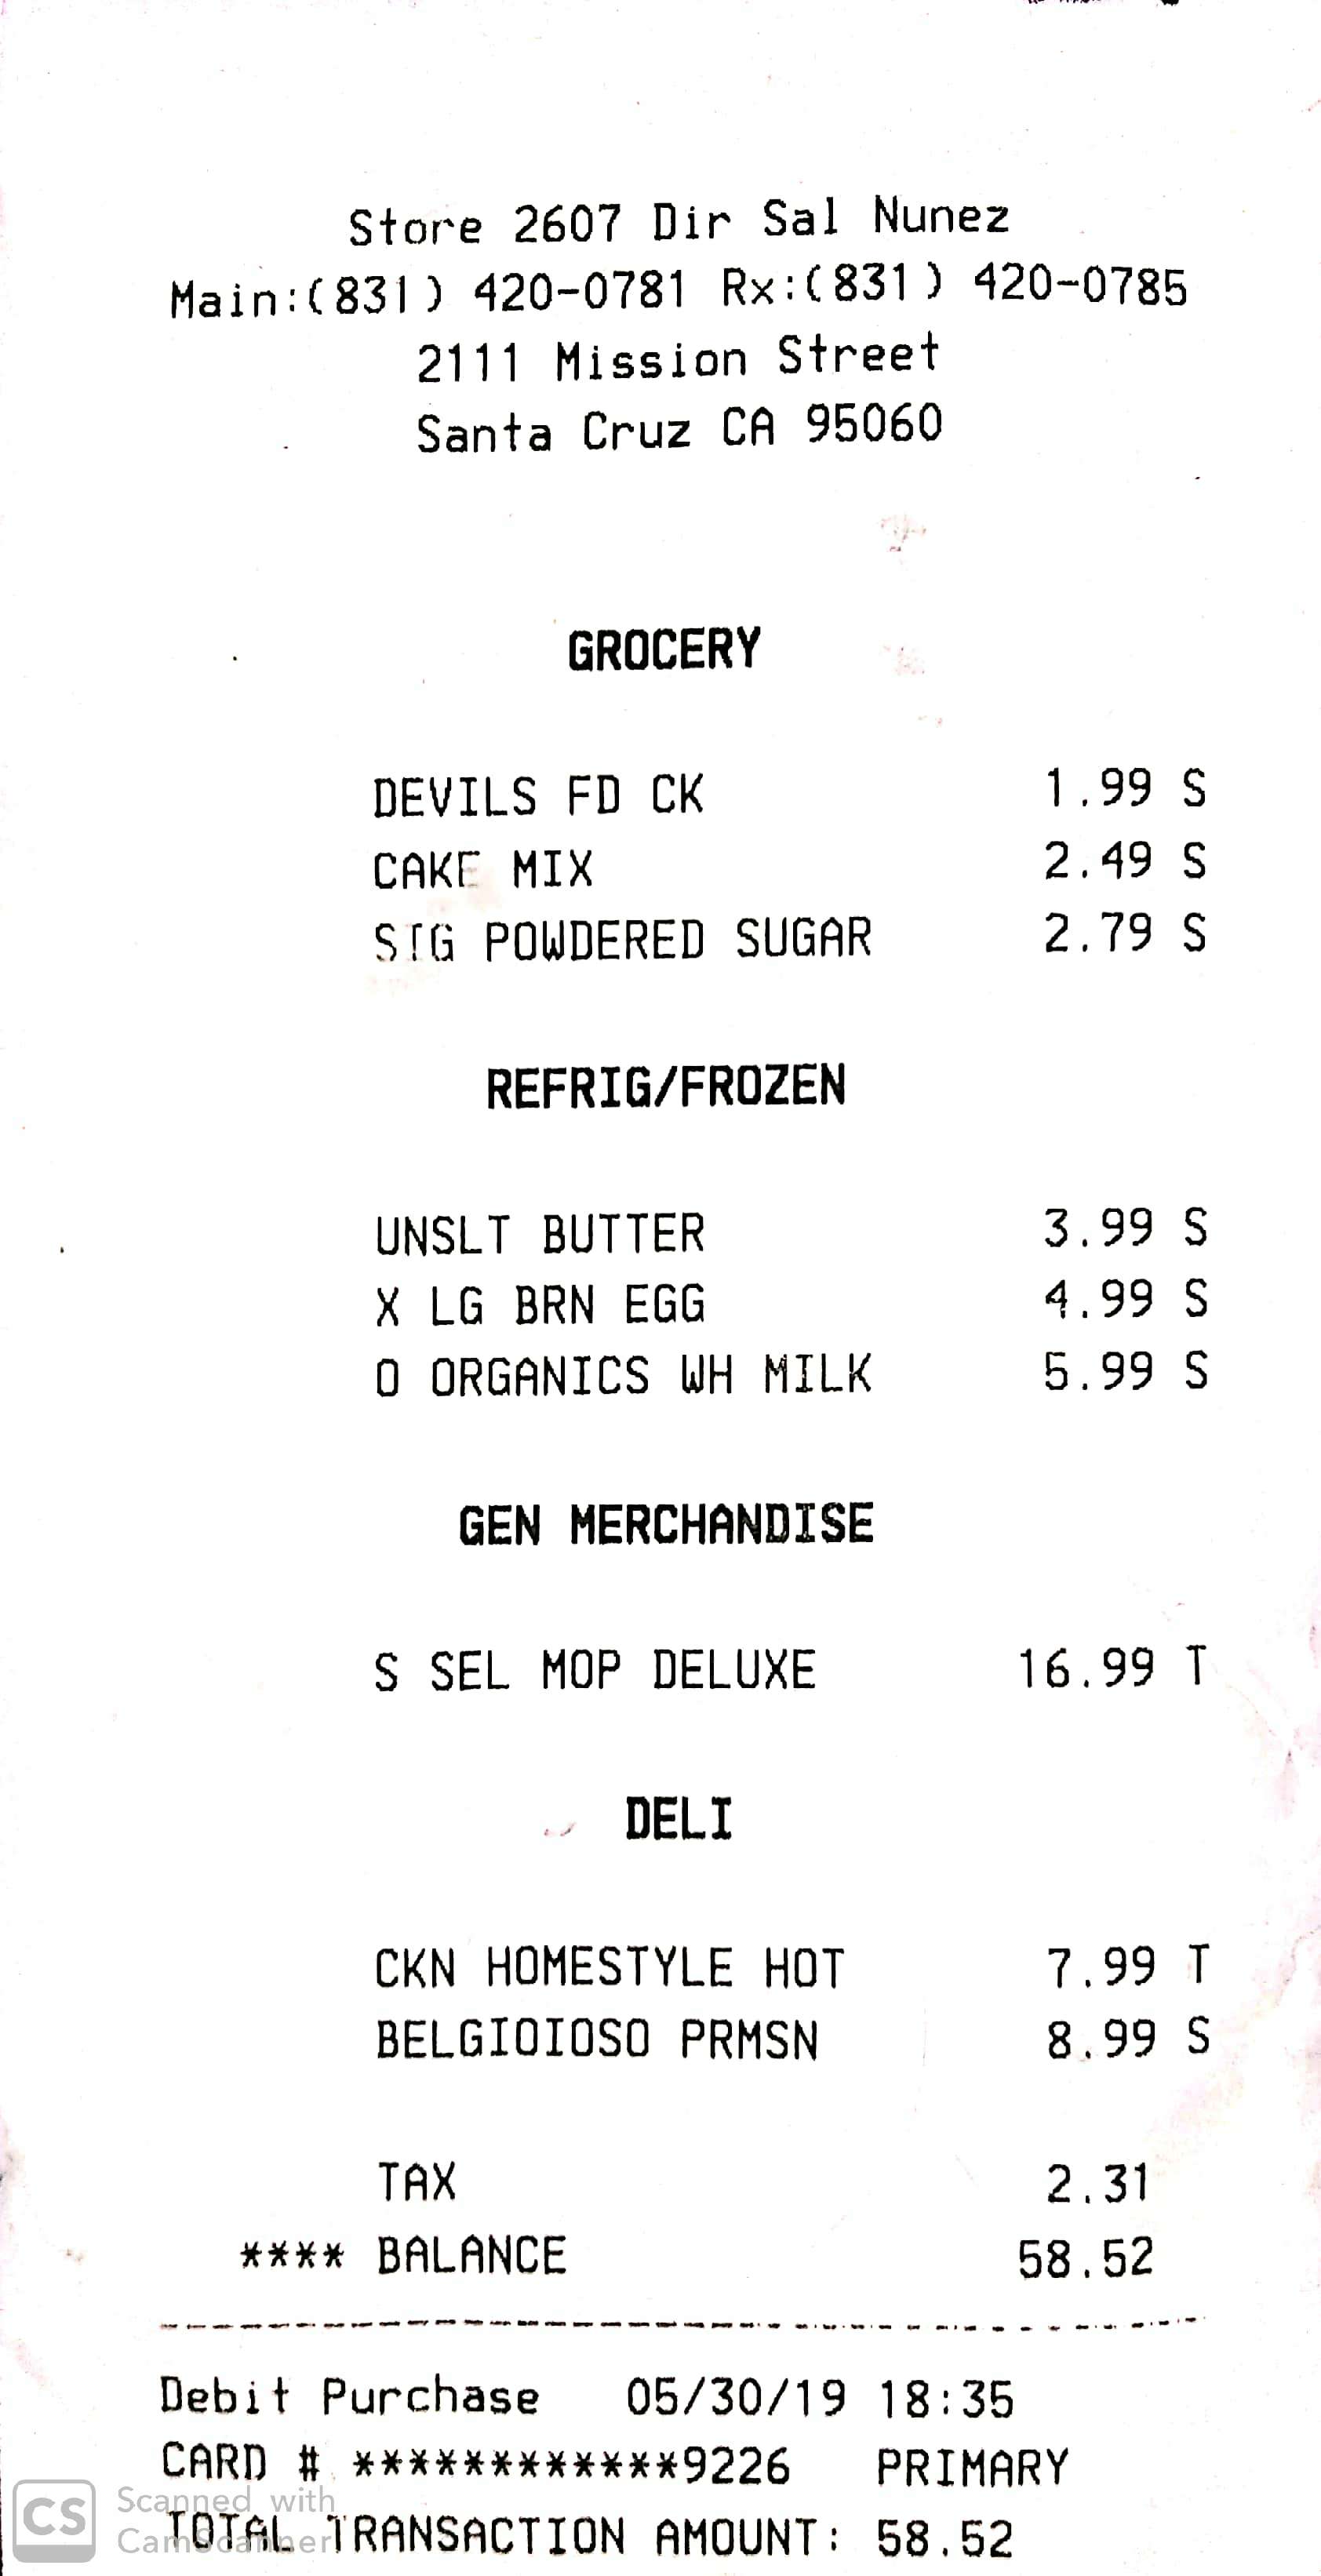 Store 2607 Dir Sal Nunez
Main:(831) 420-0781 Rx:(831) 420-0785
2111 Mission Street
Santa Cruz CA 95060
GROCERY
DEVILS FD CK 1.99 S
CAKE MIX 2.49 S
SIG POWDERED SUGAR 2.79 S
REFRIG/FROZEN
UNSLT BUTTER 3.99 S
X LG BRN EGG 4.99 S
O ORGANICS WH MILK 5.99 S
GEN MERCHANDISE
S SEL MOP DELUXE 16.99 T
DELI
CKN HOMESTYLE HOT 7.99 T
BELGIOIOSO PRMSN 8.99 S
TAX 2.31
**** BALANCE 58.52
Debit Purchase 05/30/19 18:35
CARD # ************9226 PRIMARY
TOTAL TRANSACTION AMOUNT: 58.52
CS Scanned with
CamScanner